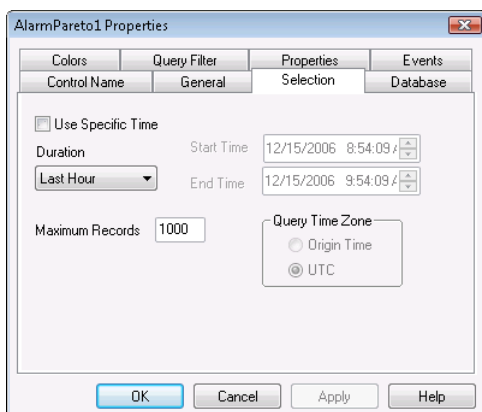 AlarmPareto1 Properties
Colors Query Filter Properties Events
Control Name General Selection Database
Use Specific Time
Duration Start Time 12/15/2006 8:54:09
Last Hour End Time 12/15/2006 9:54:09
Maximum Records 1000 Query Time Zone
Origin Time
UTC
OK Cancel Apply Help